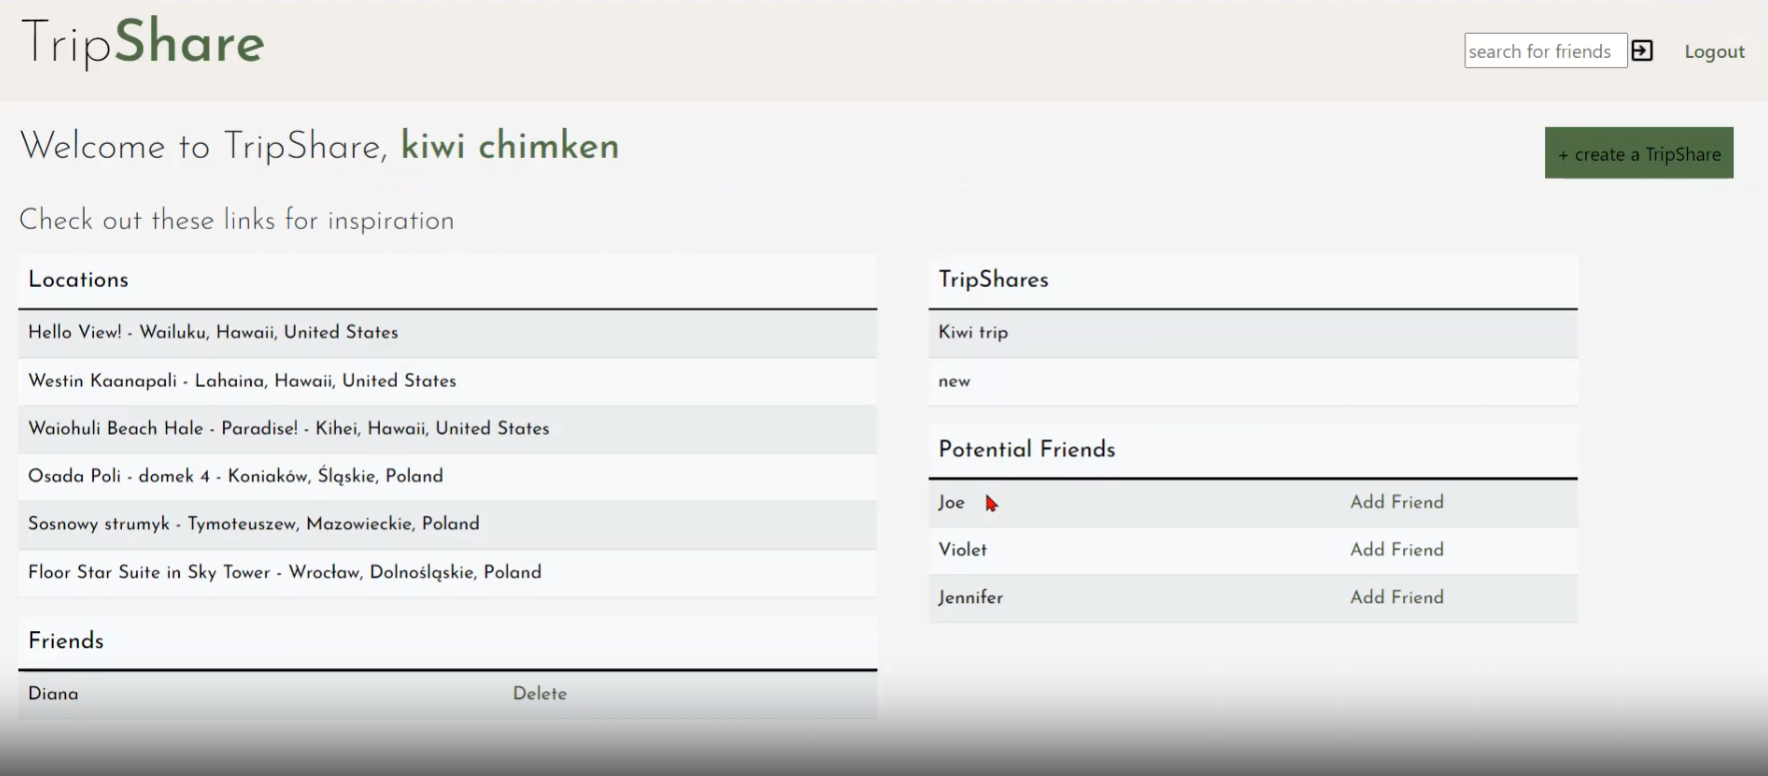 TripShare
search for friends
Logout
Welcome to TripShare, kiwi chimken
+ create a TripShare
Check out these links for inspiration
Locations
Hello View! - Wailuku, Hawaii, United States
Westin Kaanapali - Lahaina, Hawaii, United States
Waiohuli Beach Hale - Paradise! - Kihei, Hawaii, United States
Osada Poli - domek 4 - Koniaków, Śląskie, Poland
Sosnowy strumyk - Tymoteuszew, Mazowieckie, Poland
Floor Star Suite in Sky Tower - Wrocław, Dolnośląskie, Poland
Friends
Diana Delete
TripShares
Kiwi trip
new
Potential Friends
Joe Add Friend
Violet Add Friend
Jennifer Add Friend